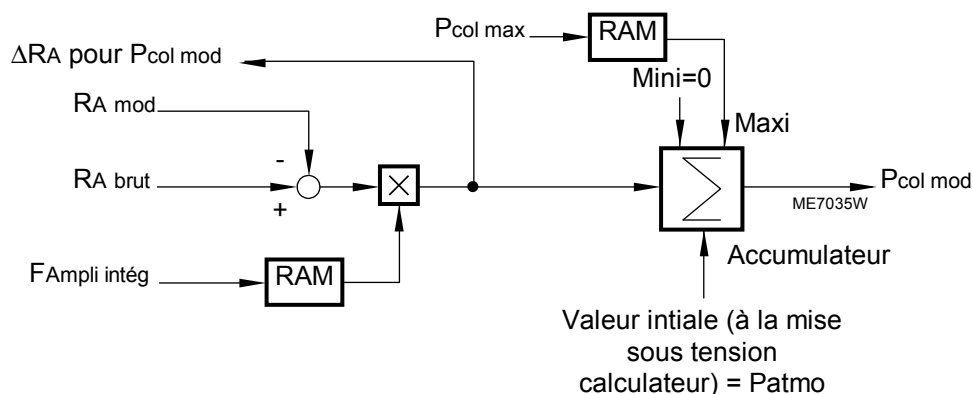 Pcol max
RAM
ΔRA pour Pcol mod
Mini=0
RA mod
Maxi
-
RA brut
+
Pcol mod
ME7035W
Accumulateur
FAmpli intég
RAM
Valeur intiale (à la mise
sous tension
calculateur) = Patmo